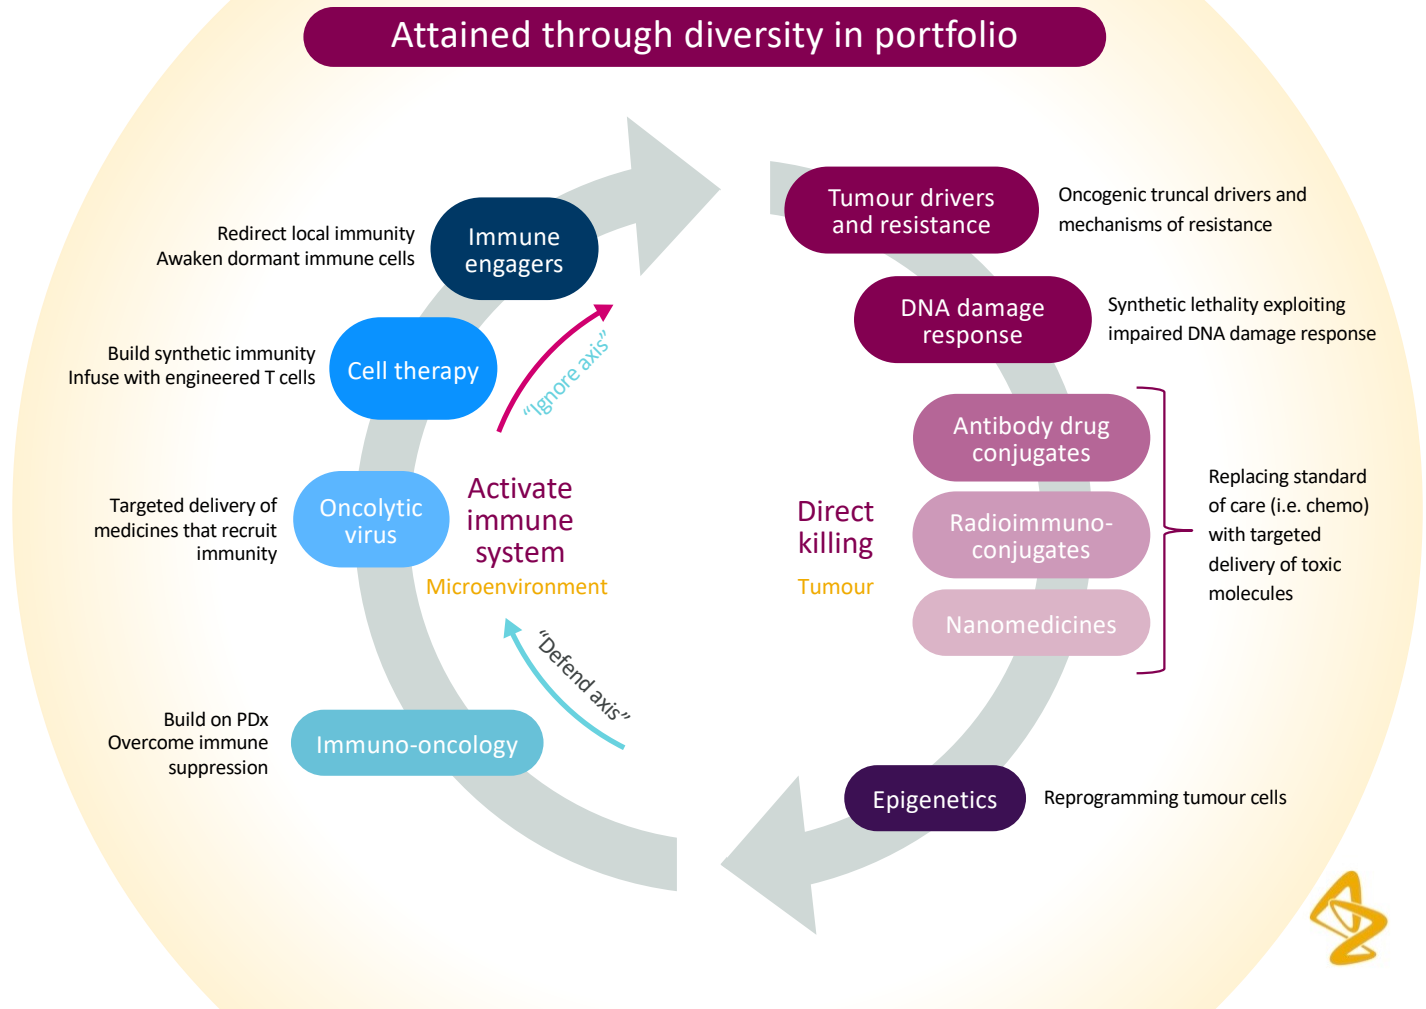 Attained through diversity in portfolio
Redirect local immunity
Awaken dormant immune cells
Immune
engagers
Build synthetic immunity
Infuse with engineered T cells
Cell therapy
“Ignore axis”
Targeted delivery of
medicines that recruit
immunity
Oncolytic
virus
Activate
immune
system
Microenvironment
“Defend axis”
Build on PDx
Overcome immune
suppression
Immuno-oncology
Tumour drivers
and resistance
Oncogenic truncal drivers and
mechanisms of resistance
DNA damage
response
Synthetic lethality exploiting
impaired DNA damage response
Direct
killing
Tumour
Antibody drug
conjugates
Radioimmuno-
conjugates
Nanomedicines
Replacing standard
of care (i.e. chemo)
with targeted
delivery of toxic
molecules
Epigenetics
Reprogramming tumour cells